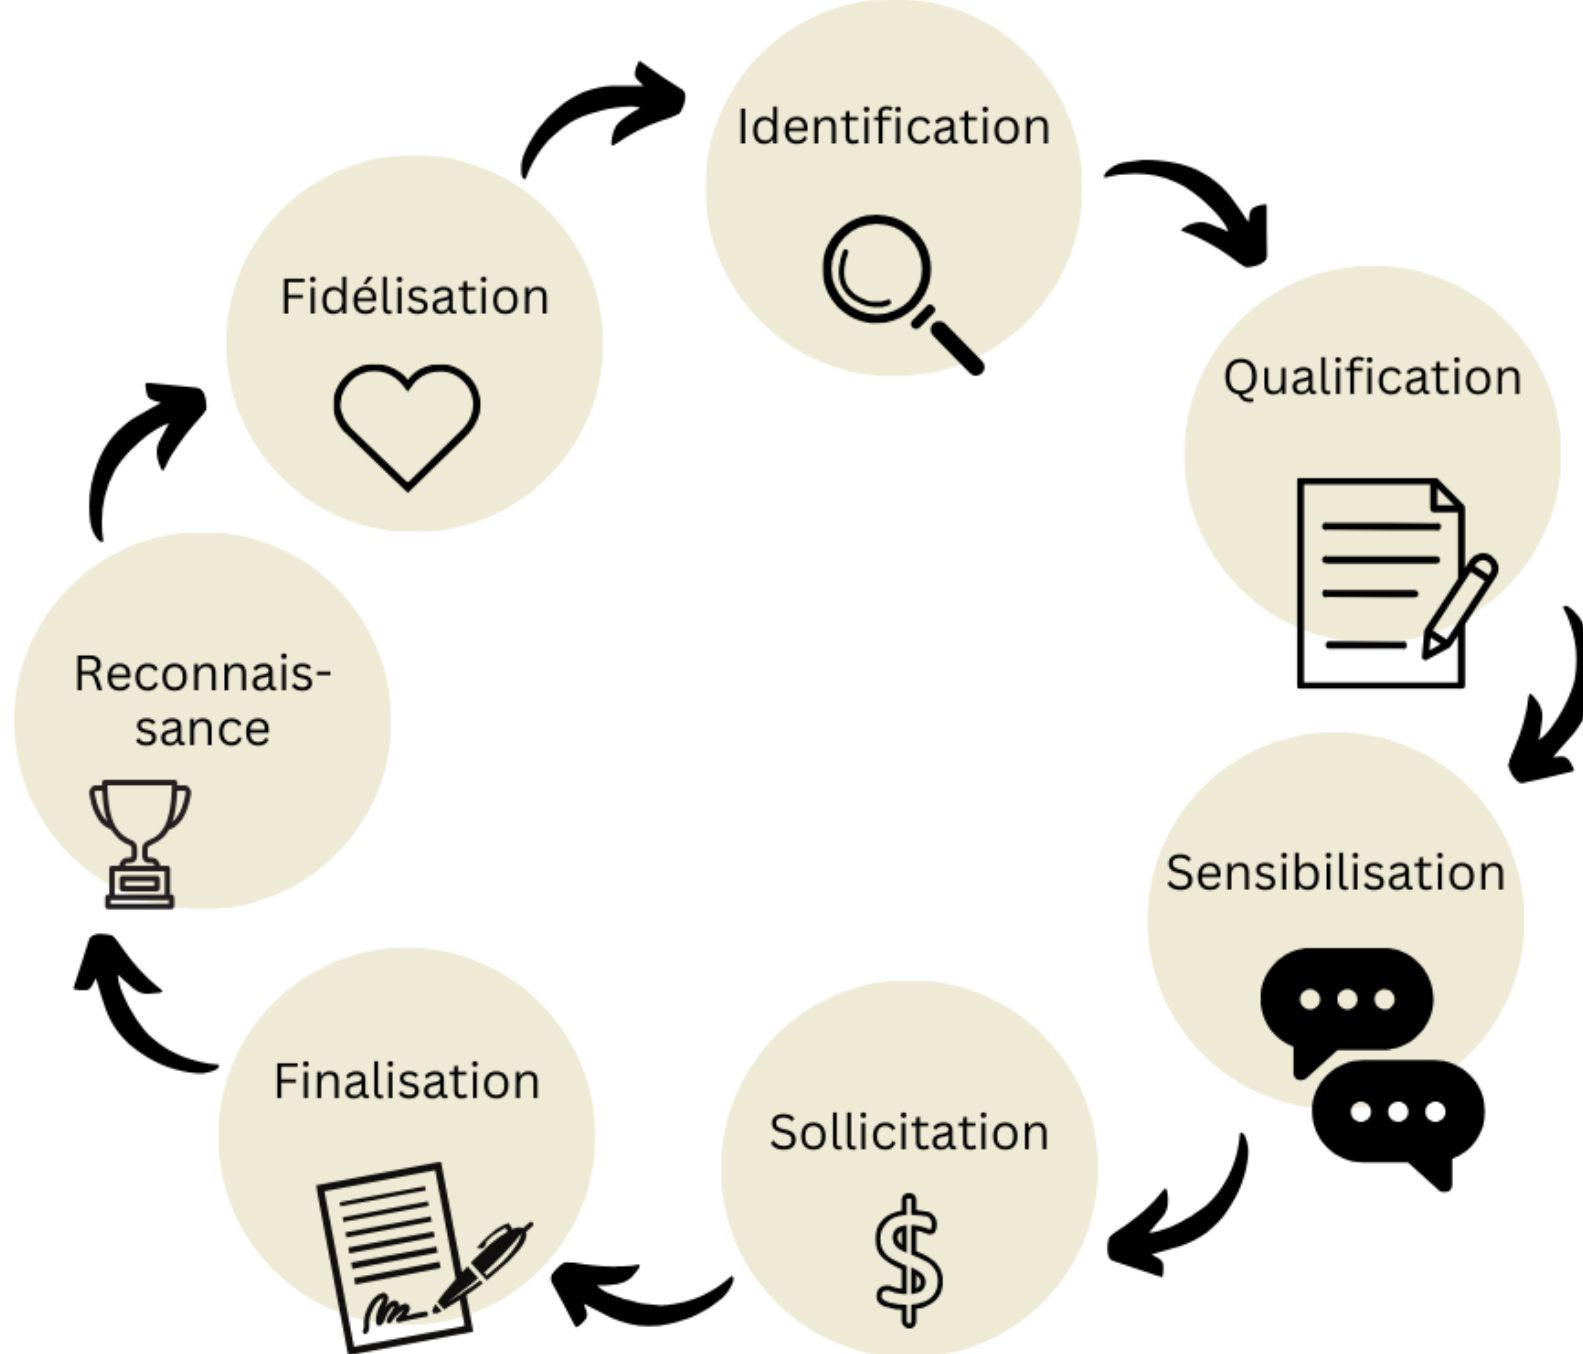 Identification
Qualification
Sensibilisation
Sollicitation
Finalisation
Reconnais-
sance
Fidélisation